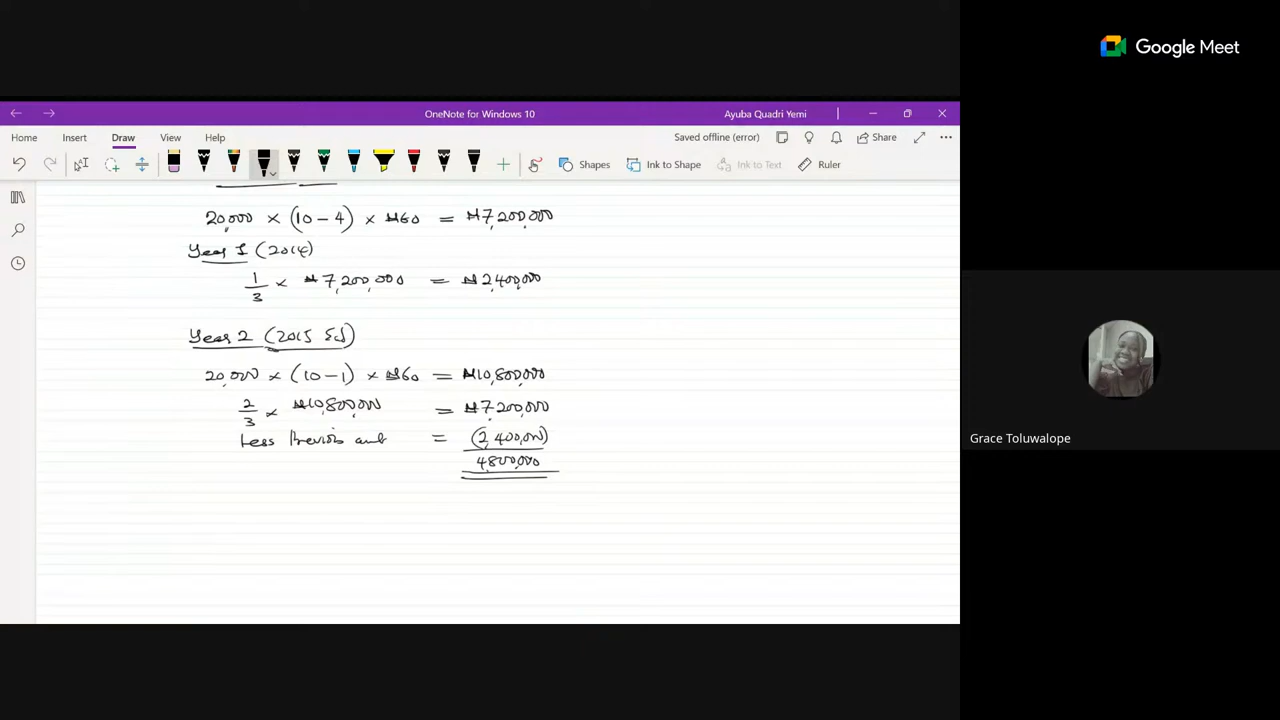 Google Meet
OneNote for Windows 10
Ayuba Quadri Yemi
Home Insert Draw View Help
Saved offline (error)
Share
Shapes
Ink to Shape
Ink to Text
Ruler
20,000 × (10 - 4) × ₦60 = ₦7,200,000
Year 1 (2014)
1/3 × ₦7,200,000 = ₦2,400,000
Year 2 (2015
20,000 × (10 - 1) × ₦60 = ₦10,800,000
2/3 × ₦10,800,000 = ₦7,200,000
Less Previous = (2,400,000)
4,800,000
Grace Toluwalope